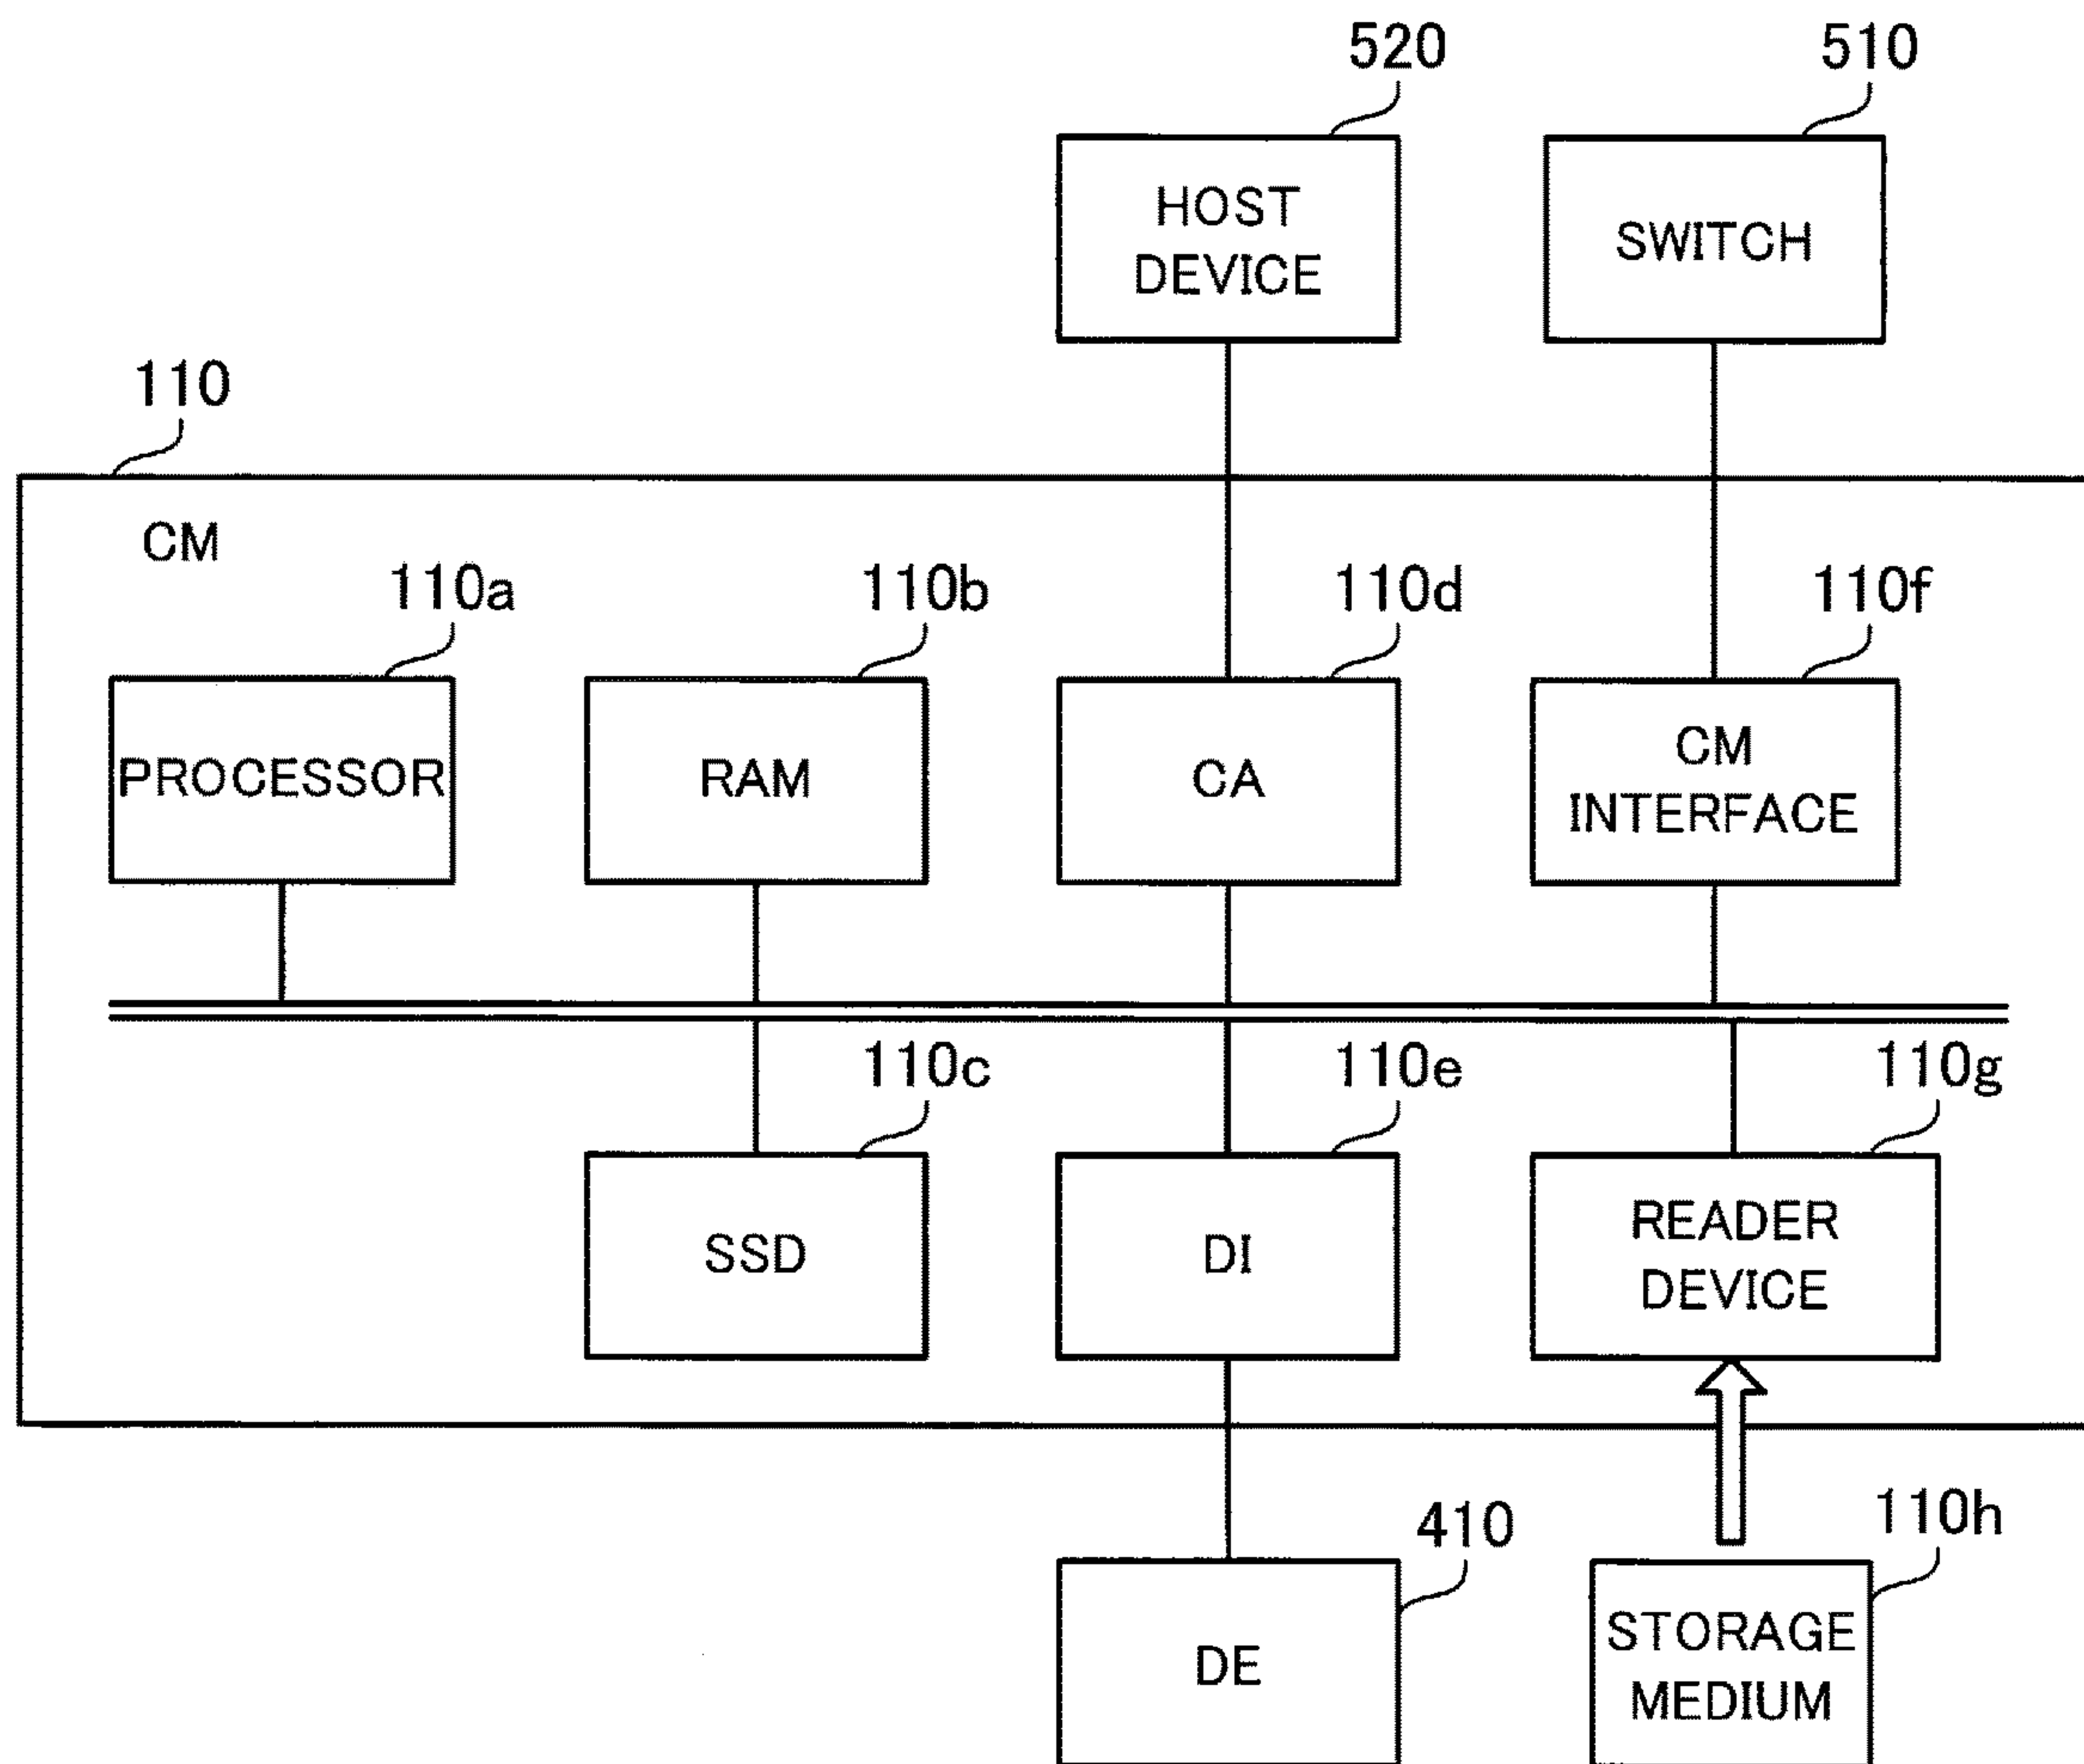 520
510
HOST
DEVICE
SWITCH
110
CM
110a
110b
110d
110f
PROCESSOR
RAM
CA
CM
INTERFACE
110c
110e
110g
SSD
DI
READER
DEVICE
410
110h
DE
STORAGE
MEDIUM